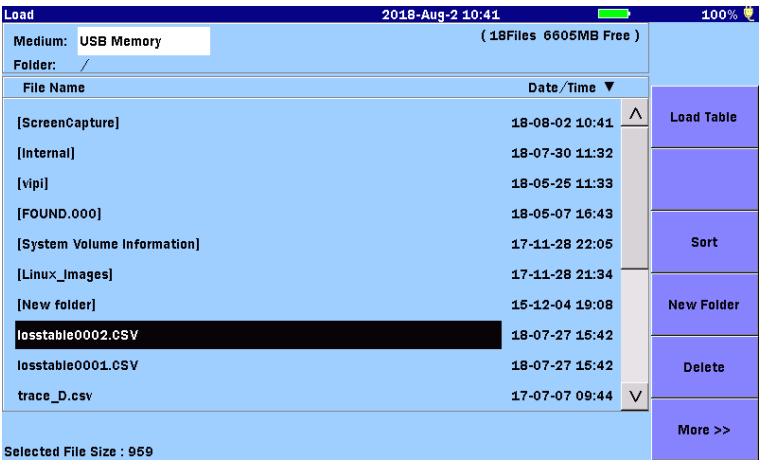 Load 2018-Aug-2 10:41 100%
Medium: USB Memory ( 18Files 6605MB Free )
Folder: /
File Name Date/Time ▼
[ScreenCapture] 18-08-02 10:41
[Internal] 18-07-30 11:32
[vipi] 18-05-25 11:33
[FOUND.000] 18-05-07 16:43
[System Volume Information] 17-11-28 22:05
[Linux_Images] 17-11-28 21:34
[New folder] 15-12-04 19:08
losstable0002.CSV 18-07-27 15:42
losstable0001.CSV 18-07-27 15:42
trace_D.csv 17-07-07 09:44
Selected File Size : 959
Load Table
Sort
New Folder
Delete
More >>